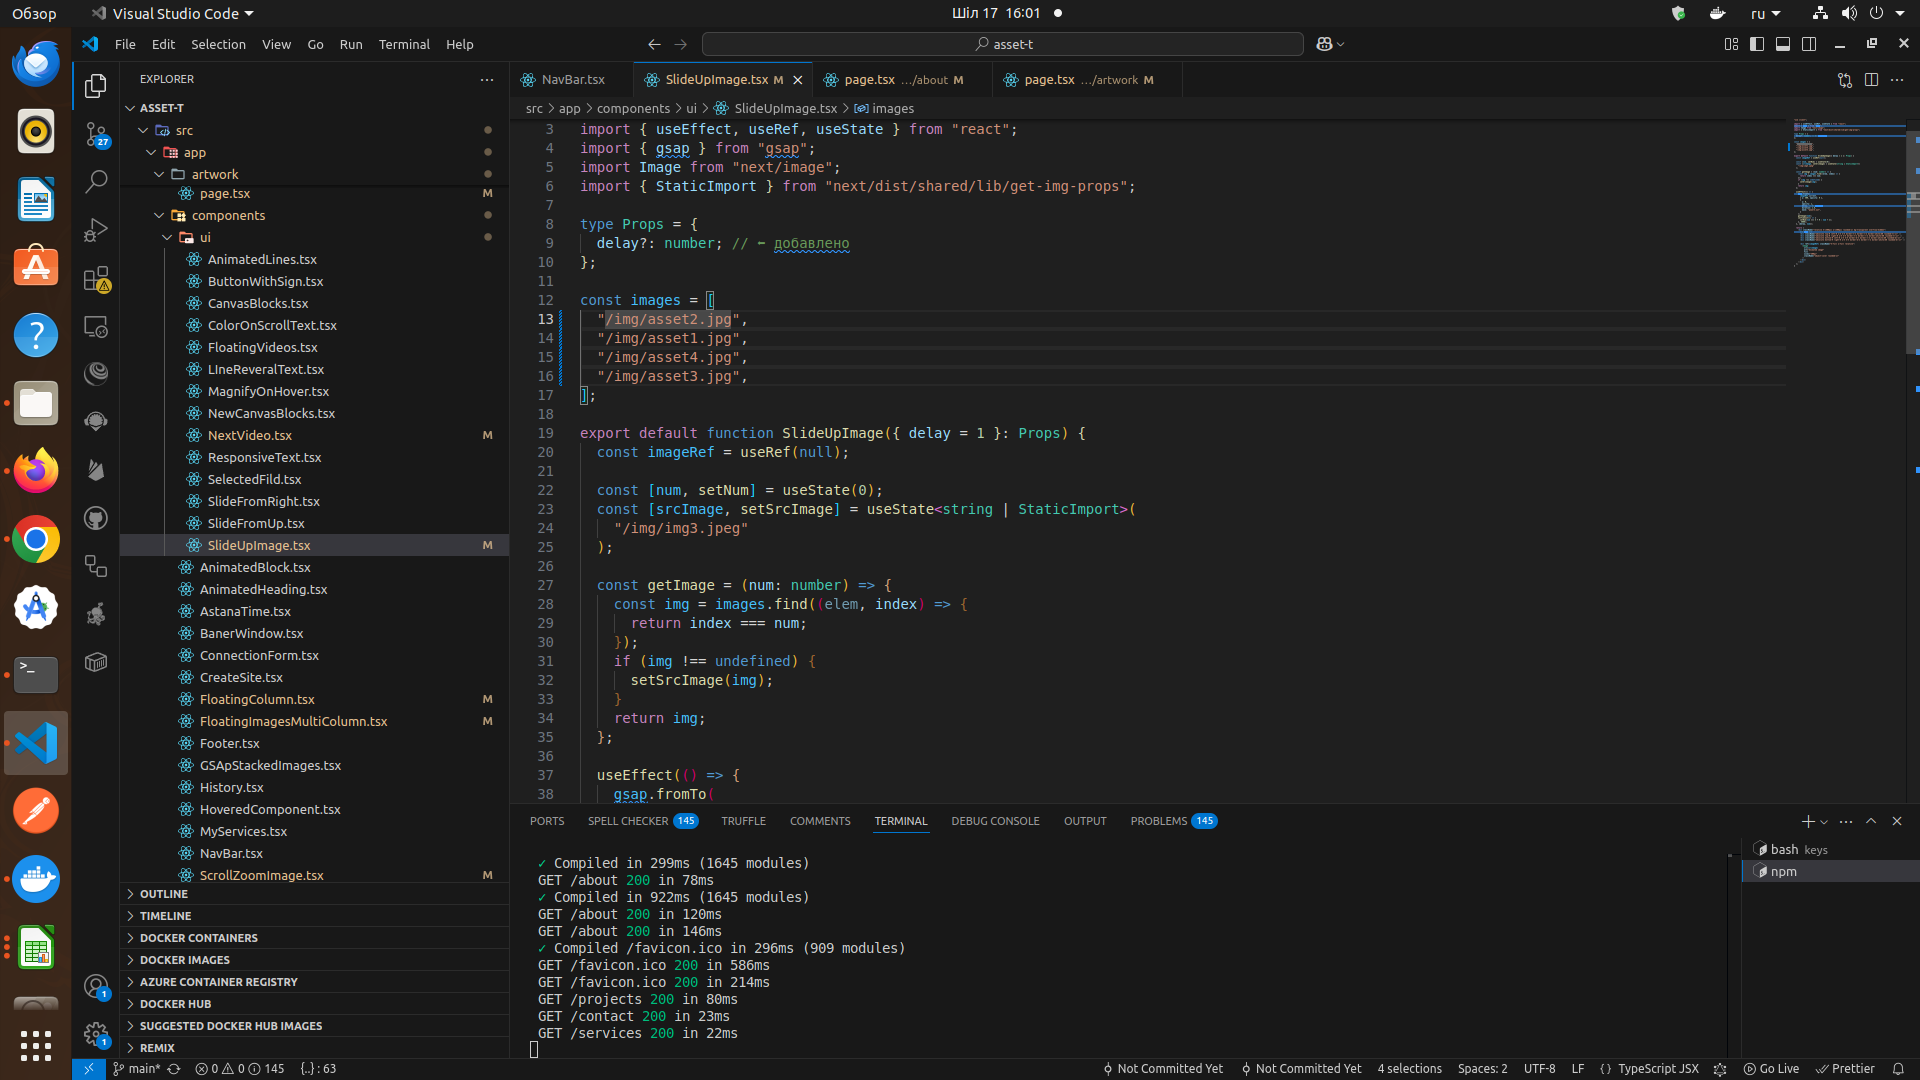 Обзор
Visual Studio Code
Шіл 17 16:01
ru
File Edit Selection View Go Run Terminal Help
asset-t
EXPLORER
ASSET-T
src
app
artwork
page.tsx M
components
ui
AnimatedLines.tsx
ButtonWithSign.tsx
CanvasBlocks.tsx
ColorOnScrollText.tsx
FloatingVideos.tsx
LIneReveralText.tsx
MagnifyOnHover.tsx
NewCanvasBlocks.tsx
NextVideo.tsx M
ResponsiveText.tsx
SelectedFild.tsx
SlideFromRight.tsx
SlideFromUp.tsx
SlideUpImage.tsx M
AnimatedBlock.tsx
AnimatedHeading.tsx
AstanaTime.tsx
BanerWindow.tsx
ConnectionForm.tsx
CreateSite.tsx
FloatingColumn.tsx M
FloatingImagesMultiColumn.tsx M
Footer.tsx
GSApStackedImages.tsx
History.tsx
HoveredComponent.tsx
MyServices.tsx
NavBar.tsx
ScrollZoomImage.tsx M
OUTLINE
TIMELINE
DOCKER CONTAINERS
DOCKER IMAGES
AZURE CONTAINER REGISTRY
DOCKER HUB
SUGGESTED DOCKER HUB IMAGES
REMIX
27
1
1
NavBar.tsx
SlideUpImage.tsx M
page.tsx .../about M
page.tsx .../artwork M
src > app > components > ui > SlideUpImage.tsx > images
3 import { useEffect, useRef, useState } from "react";
4 import { gsap } from "gsap";
5 import Image from "next/image";
6 import { StaticImport } from "next/dist/shared/lib/get-img-props";
7
8 type Props = {
9 delay?: number; // ⬅ добавлено
10 };
11
12 const images = [
13 "/img/asset2.jpg",
14 "/img/asset1.jpg",
15 "/img/asset4.jpg",
16 "/img/asset3.jpg",
17 ];
18
19 export default function SlideUpImage({ delay = 1 }: Props) {
20 const imageRef = useRef(null);
21
22 const [num, setNum] = useState(0);
23 const [srcImage, setSrcImage] = useState<string | StaticImport>(
24 "/img/img3.jpeg"
25 );
26
27 const getImage = (num: number) => {
28 const img = images.find((elem, index) => {
29 return index === num;
30 });
31 if (img !== undefined) {
32 setSrcImage(img);
33 }
34 return img;
35 };
36
37 useEffect(() => {
38 gsap.fromTo(
PORTS SPELL CHECKER 145 TRUFFLE COMMENTS TERMINAL DEBUG CONSOLE OUTPUT PROBLEMS 145
✓ Compiled in 299ms (1645 modules)
GET /about 200 in 78ms
✓ Compiled in 922ms (1645 modules)
GET /about 200 in 120ms
GET /about 200 in 146ms
✓ Compiled /favicon.ico in 296ms (909 modules)
GET /favicon.ico 200 in 586ms
GET /favicon.ico 200 in 214ms
GET /projects 200 in 80ms
GET /contact 200 in 23ms
GET /services 200 in 22ms
bash keys
npm
main* 0 0 145 {..} : 63
Not Committed Yet Not Committed Yet 4 selections Spaces: 2 UTF-8 LF {} TypeScript JSX Go Live Prettier